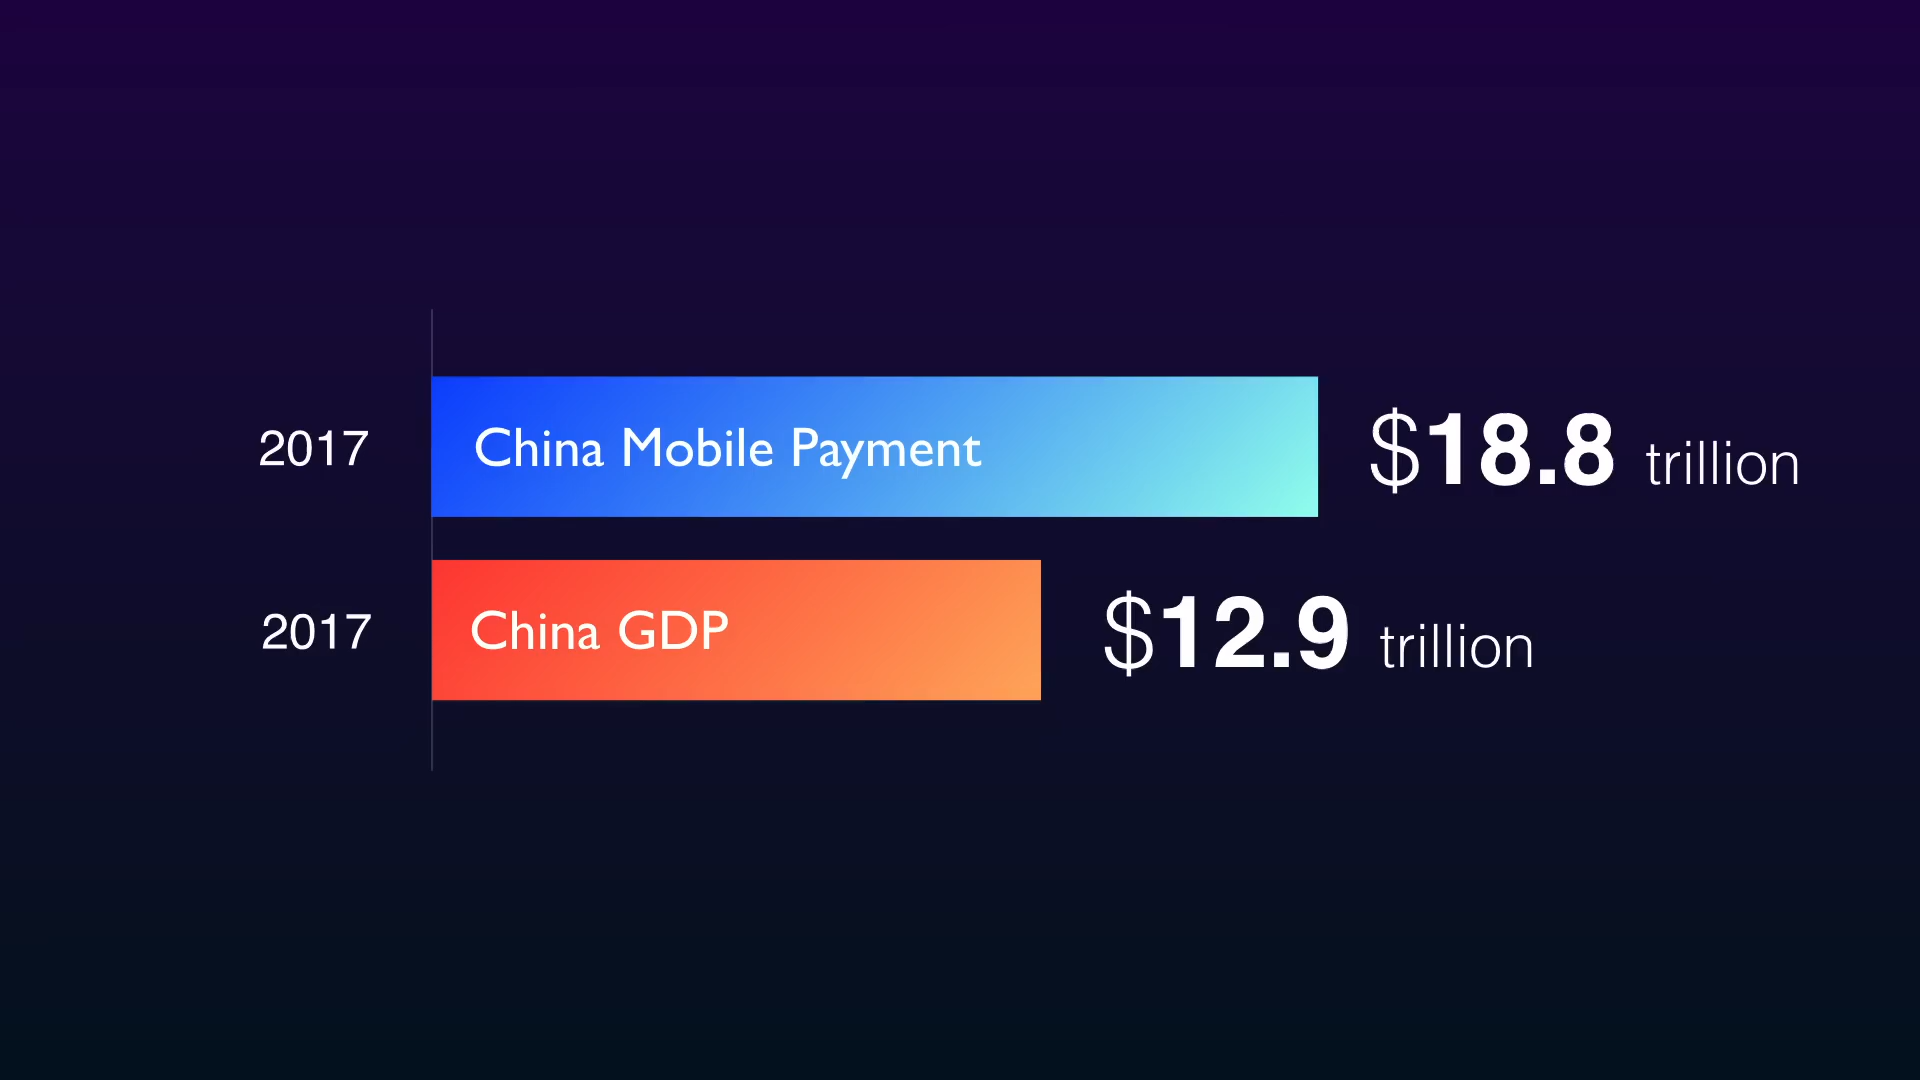 2017 China Mobile Payment $18.8 trillion
2017 China GDP $12.9 trillion